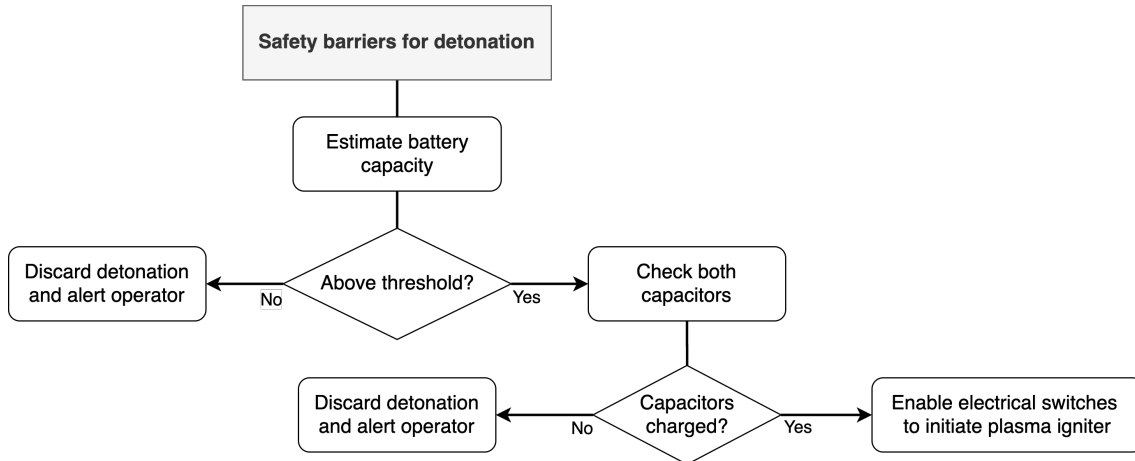 Safety barriers for detonation
Estimate battery
capacity
Discard detonation
and alert operator
No
Above threshold?
Yes
Check both
capacitors
Discard detonation
and alert operator
No
Capacitors
charged?
Yes
Enable electrical switches
to initiate plasma igniter